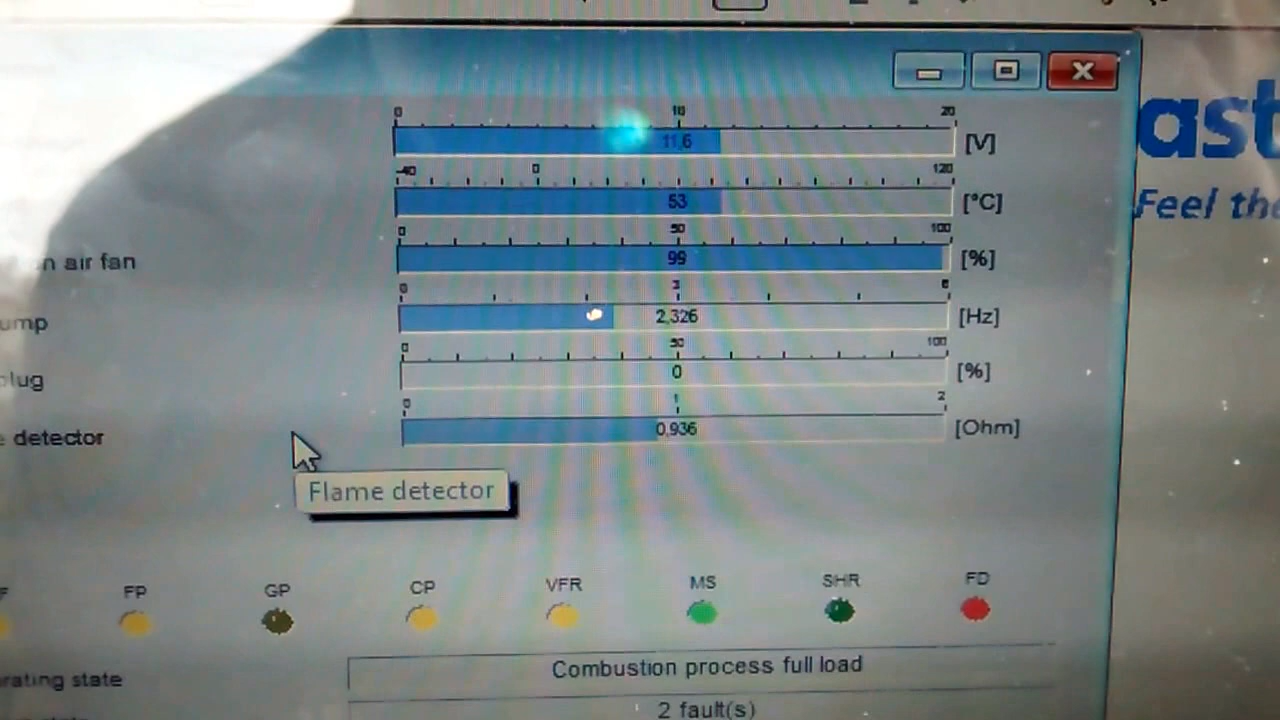 0 10 20
11,6 [V]
ast
-40 0 120
53 [°C]
Feel the
0 50 100
n air fan 99 [%]
0 3 6
ump 2,326 [Hz]
0 50 100
plug 0 [%]
0 1 2
e detector 0,936 [Ohm]
Flame detector
F FP GP CP VFR MS SHR FD
rating state Combustion process full load
2 fault(s)